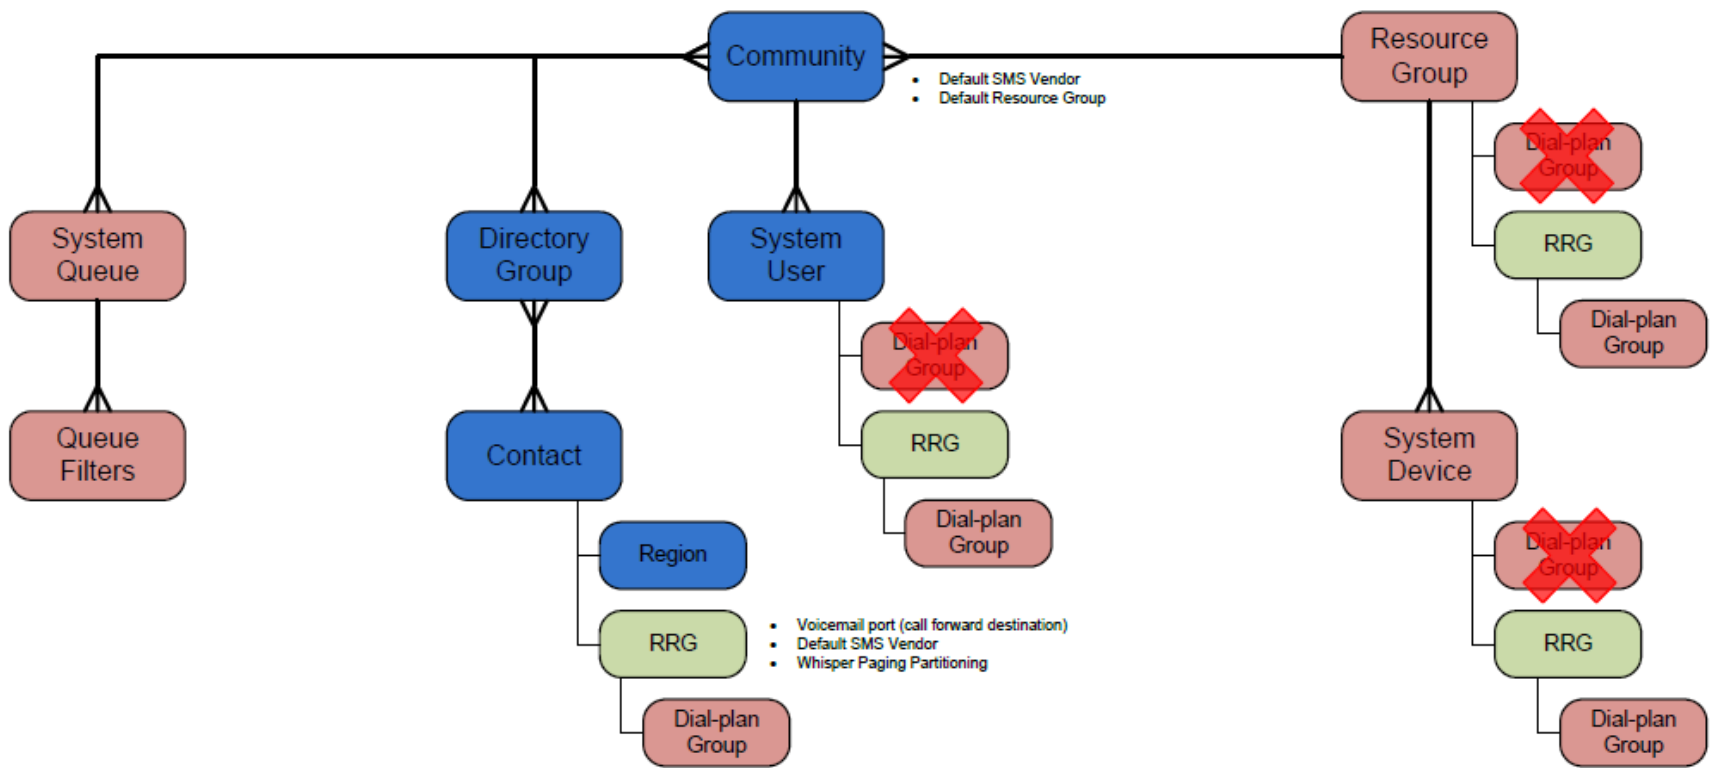 Community
• Default SMS Vendor
• Default Resource Group
Resource
Group
Dial-plan
Group
RRG
Dial-plan
Group
System
Queue
Directory
Group
System
User
Dial-plan
Group
RRG
Dial-plan
Group
Queue
Filters
Contact
Region
RRG
• Voicemail port (call forward destination)
• Default SMS Vendor
• Whisper Paging Partitioning
Dial-plan
Group
System
Device
Dial-plan
Group
RRG
Dial-plan
Group